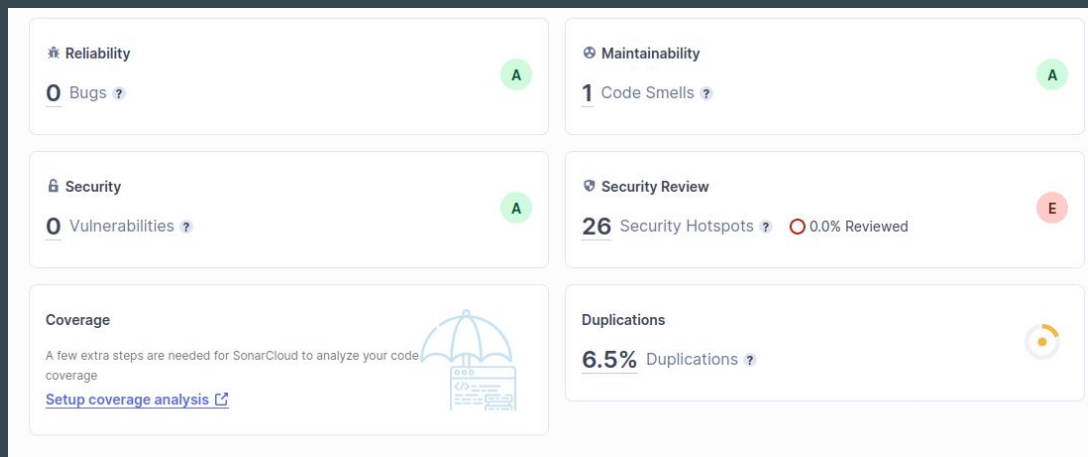 Reliability
0 Bugs ?
A
Maintainability
1 Code Smells ?
A
Security
0 Vulnerabilities ?
A
Security Review
26 Security Hotspots ? 0.0% Reviewed
E
Coverage
A few extra steps are needed for SonarCloud to analyze your code
coverage
Setup coverage analysis
</>
Duplications
6.5% Duplications ?